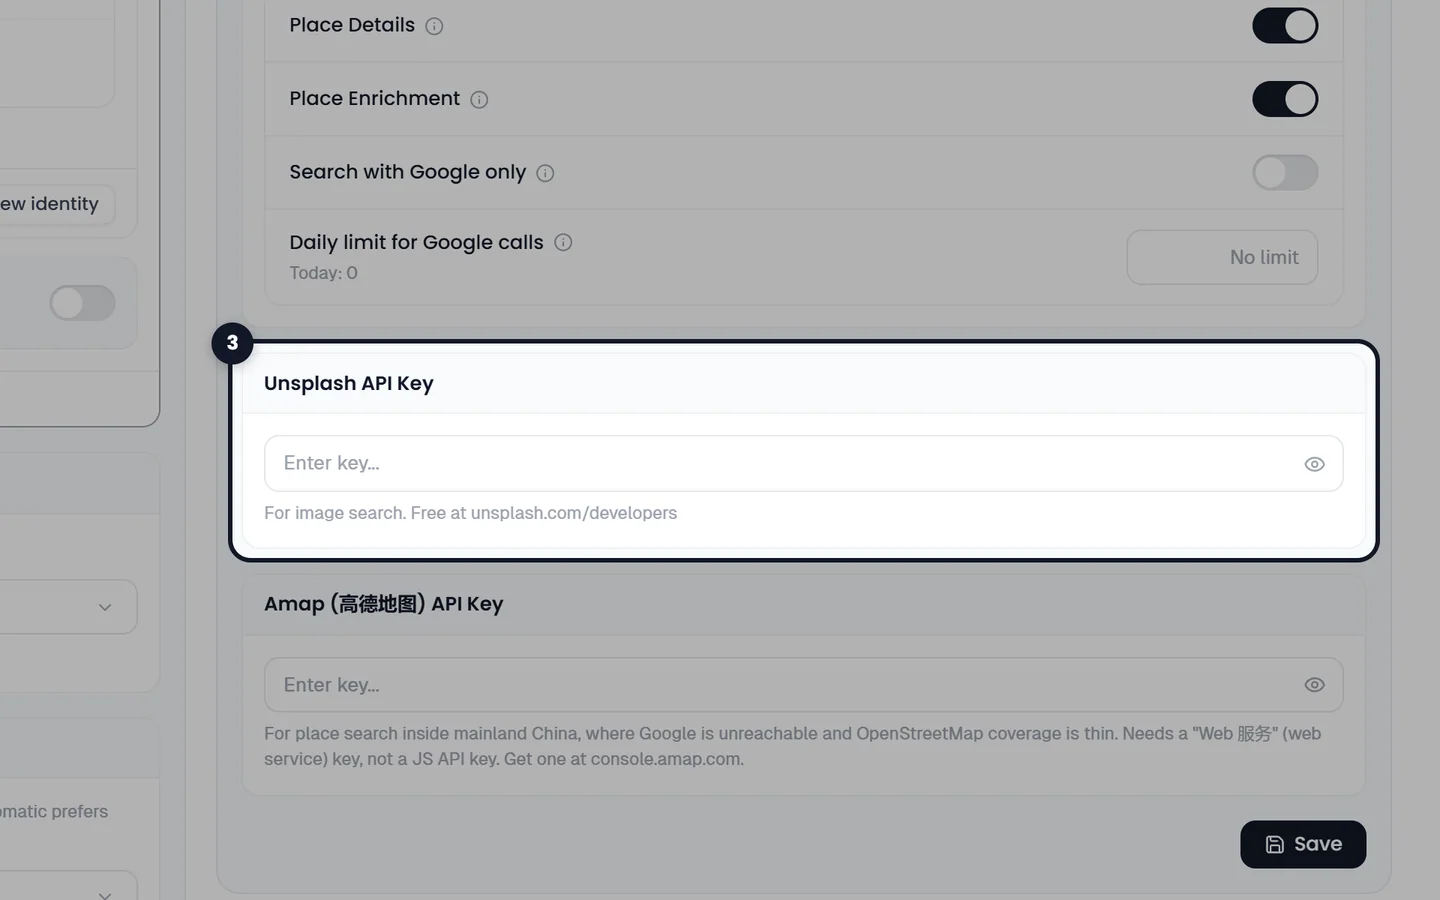 Place Details
Place Enrichment
Search with Google only
ew identity
Daily limit for Google calls
Today: 0
No limit
3
Unsplash API Key
Enter key...
For image search. Free at unsplash.com/developers
Amap (高德地图) API Key
Enter key...
For place search inside mainland China, where Google is unreachable and OpenStreetMap coverage is thin. Needs a "Web 服务" (web
service) key, not a JS API key. Get one at console.amap.com.
omatic prefers
Save